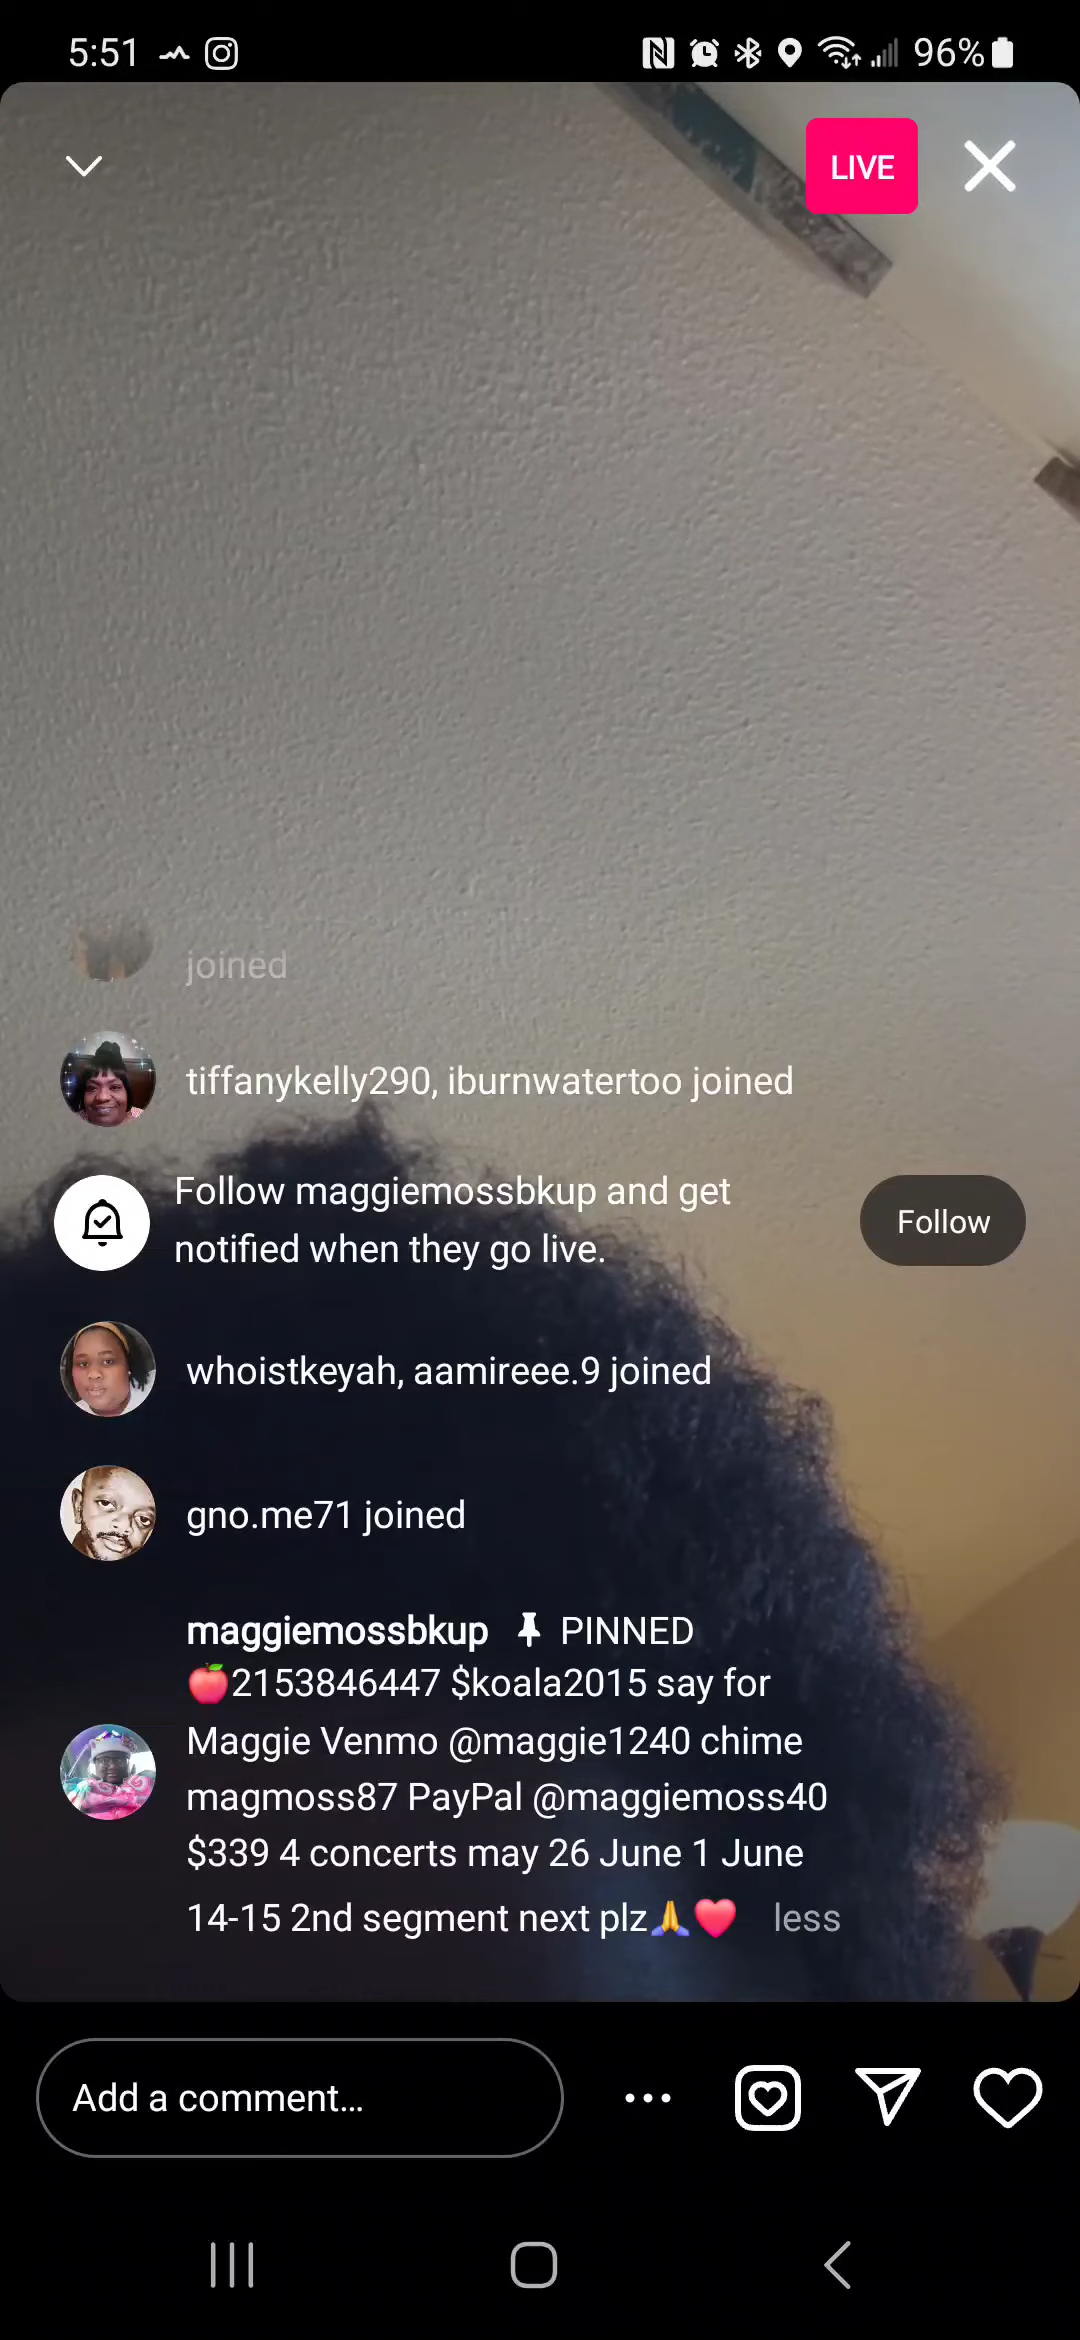 5:51
96%
LIVE
joined
tiffanykelly290, iburnwatertoo joined
Follow maggiemossbkup and get
notified when they go live.
Follow
whoistkeyah, aamireee.9 joined
gno.me71 joined
maggiemossbkup 📌 PINNED
🍎2153846447 $koala2015 say for
Maggie Venmo @maggie1240 chime
magmoss87 PayPal @maggiemoss40
$339 4 concerts may 26 June 1 June
14-15 2nd segment next plz🙏❤️ less
Add a comment...